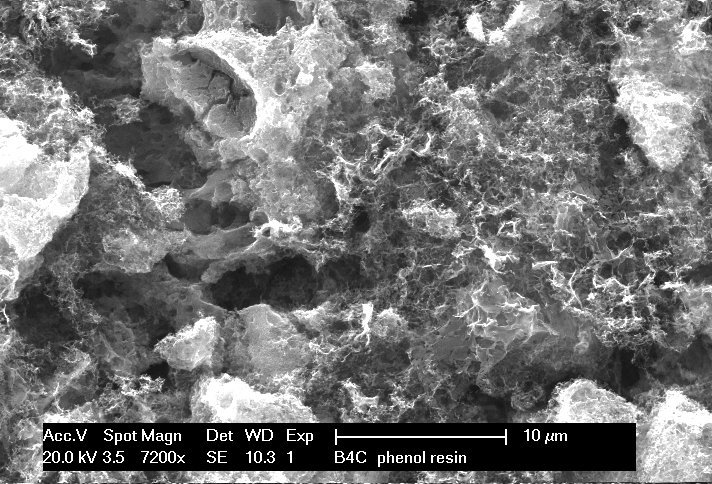 Acc.V Spot Magn Det WD Exp 10 µm
20.0 kV 3.5 7200x SE 10.3 1 B4C phenol resin